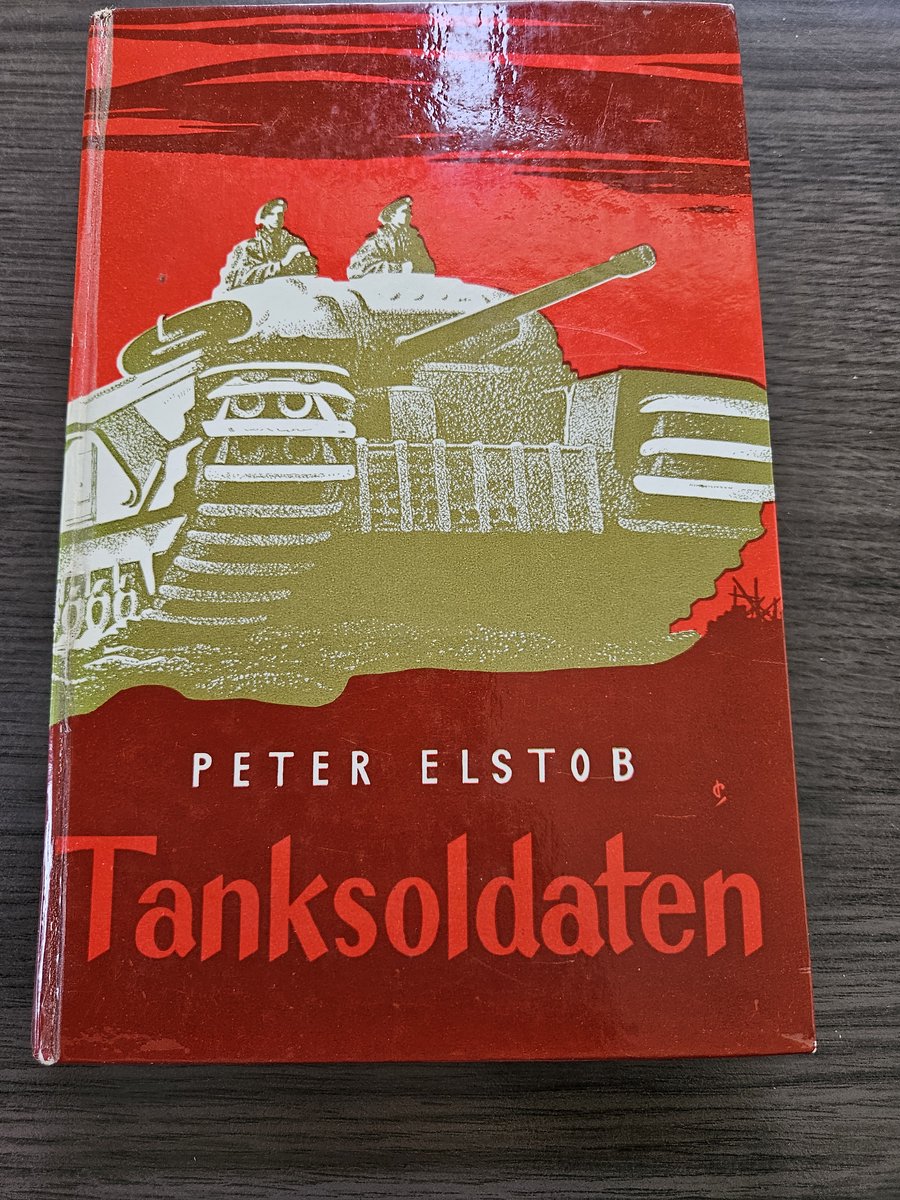 PETER ELSTOB
Tanksoldaten